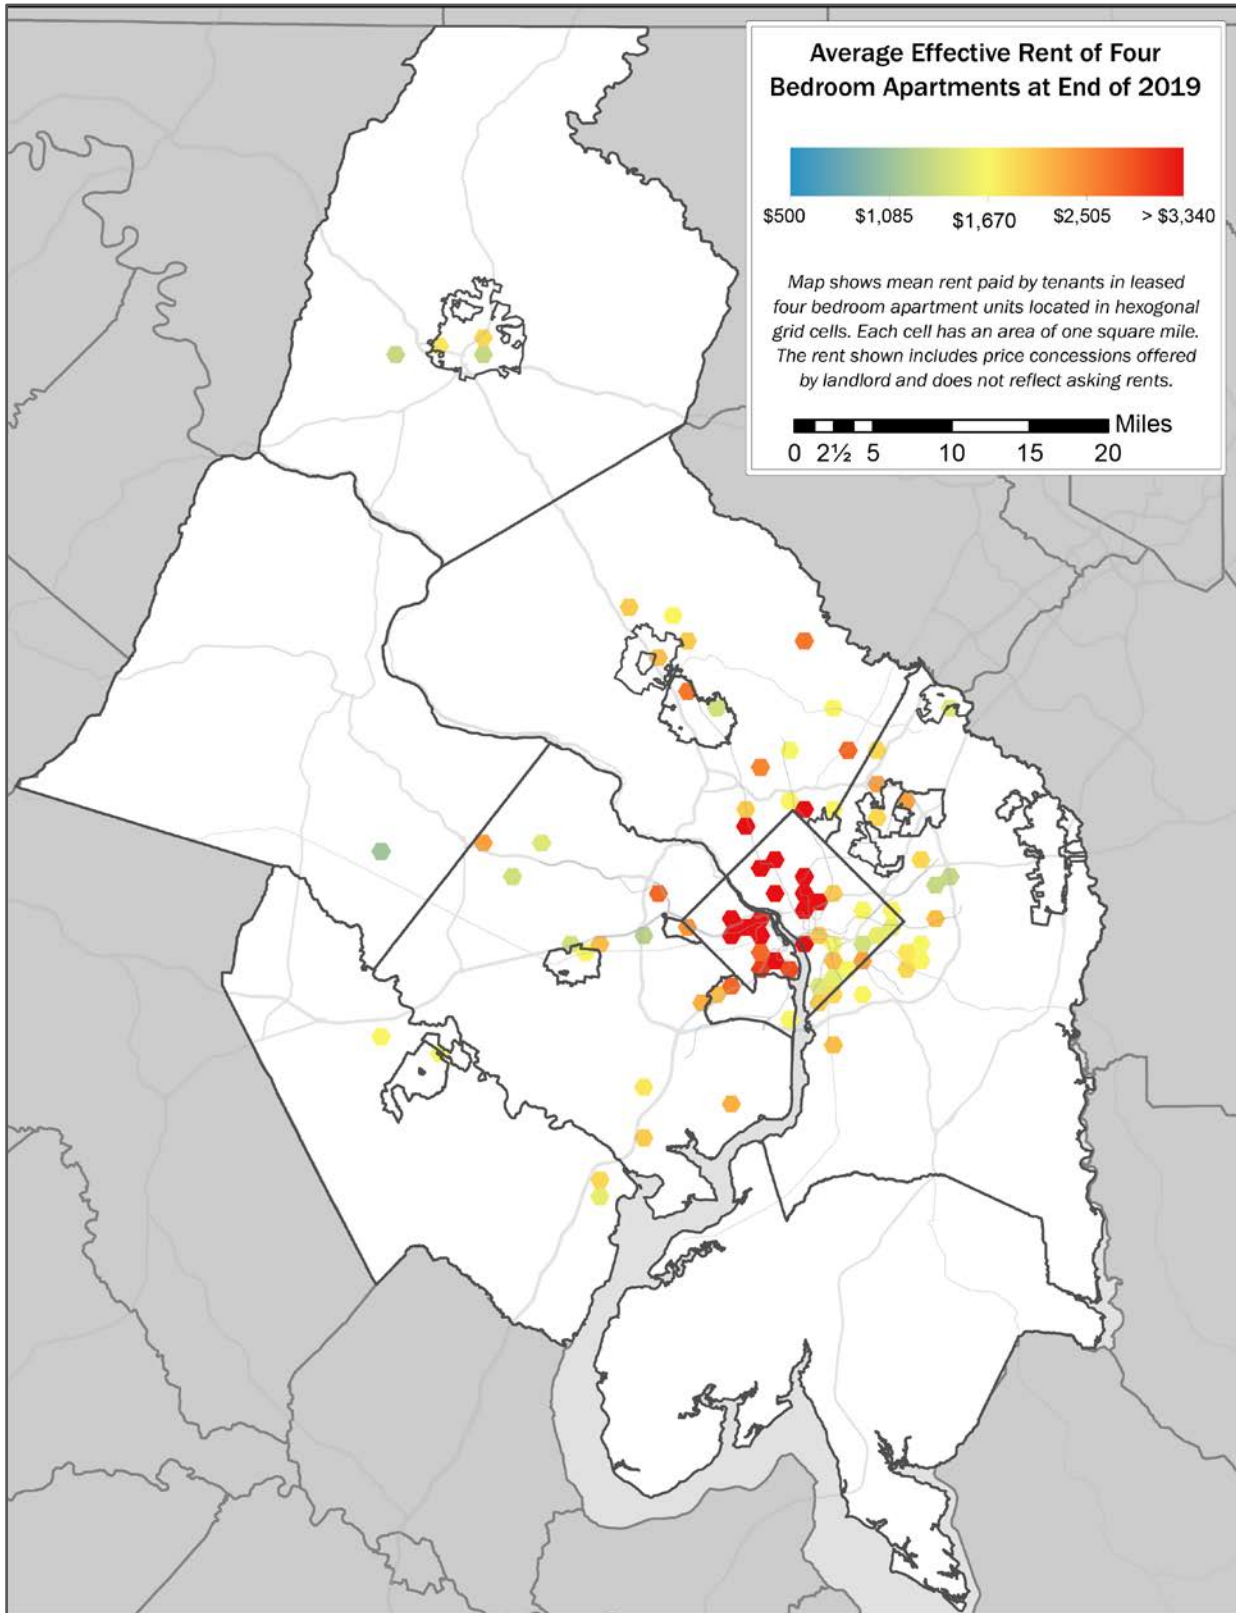 Average Effective Rent of Four
Bedroom Apartments at End of 2019
$500 $1,085 $1,670 $2,505 > $3,340
Map shows mean rent paid by tenants in leased
four bedroom apartment units located in hexogonal
grid cells. Each cell has an area of one square mile.
The rent shown includes price concessions offered
by landlord and does not reflect asking rents.
Miles
0 2½ 5 10 15 20